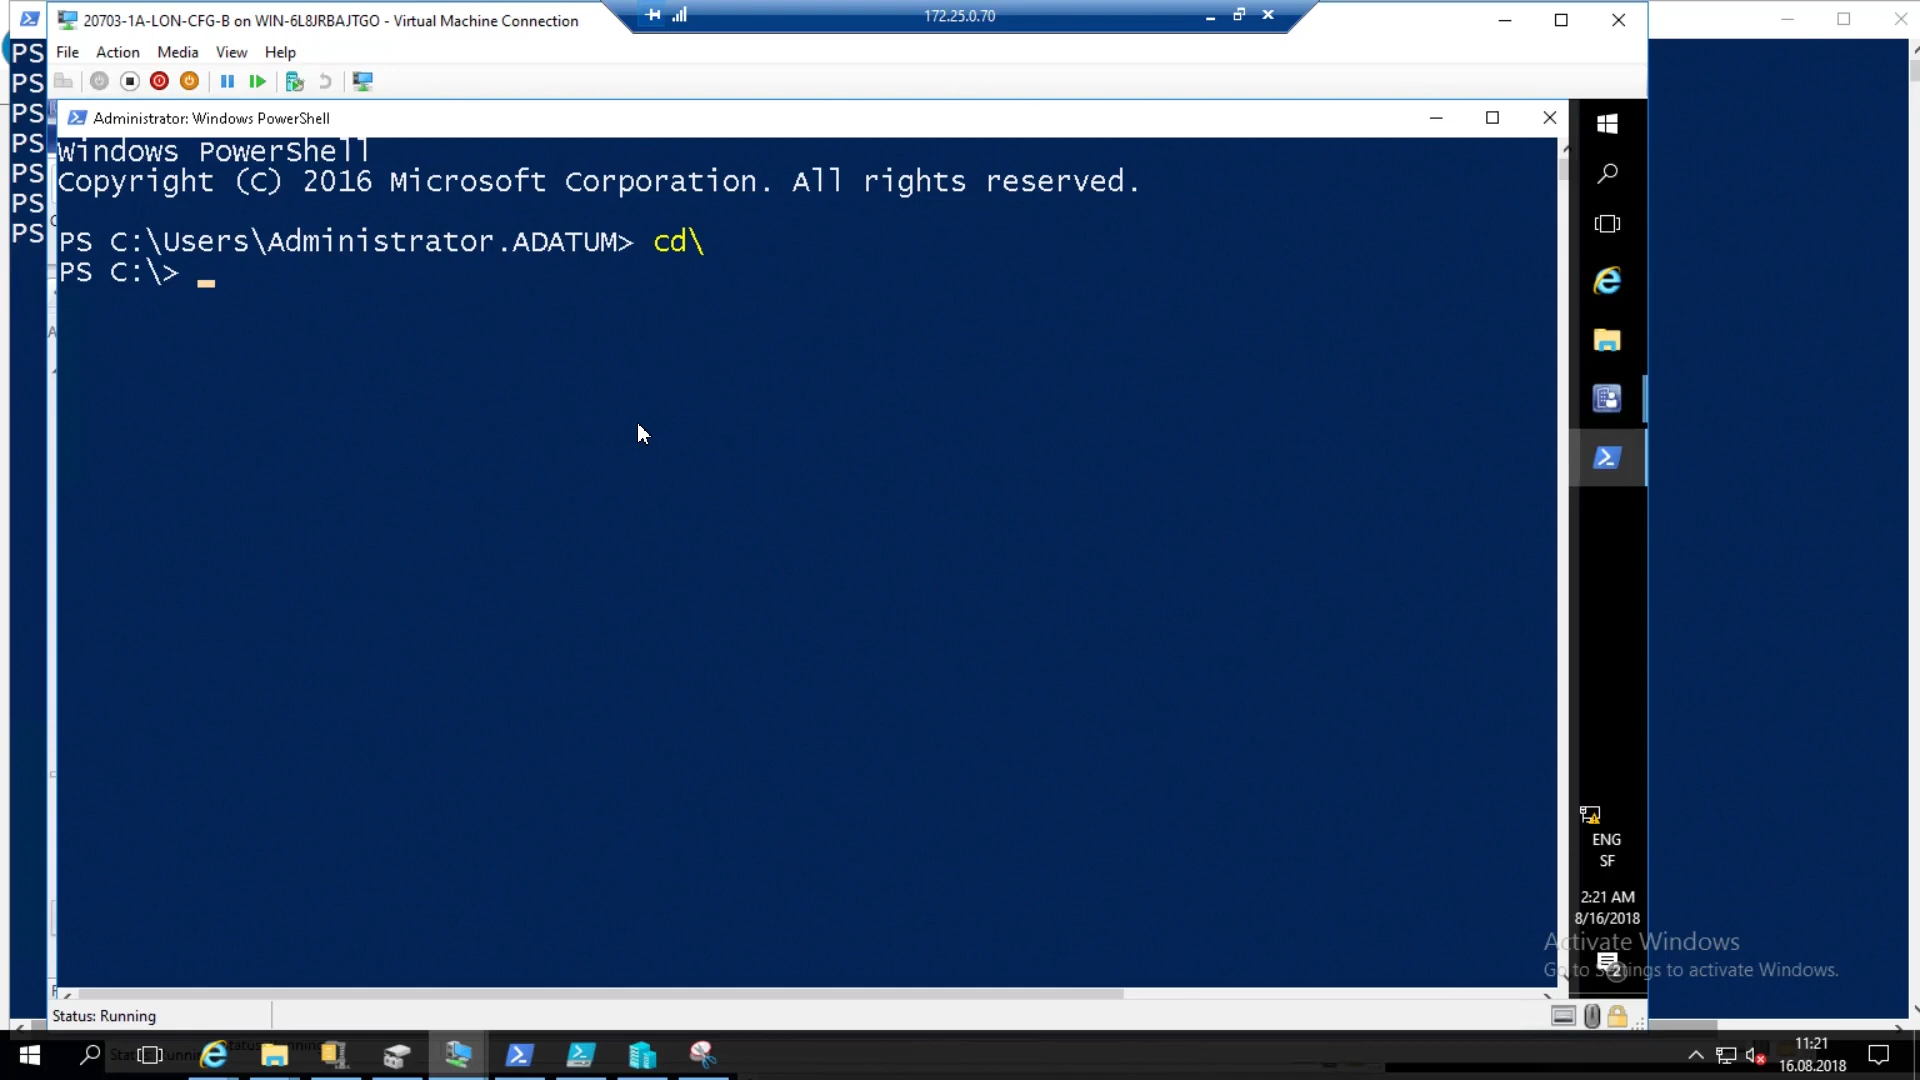 20703-1A-LON-CFG-B on WIN-6L8JRBAJTGO - Virtual Machine Connection
172.25.0.70
File Action Media View Help
PS
PS
PS
PS
PS
PS
PS
Administrator: Windows PowerShell
Windows PowerShell
Copyright (C) 2016 Microsoft Corporation. All rights reserved.
PS C:\Users\Administrator.ADATUM> cd\
PS C:\>
ENG
SF
2:21 AM
8/16/2018
Activate Windows
Go to Settings to activate Windows.
2
Status: Running
11:21
16.08.2018